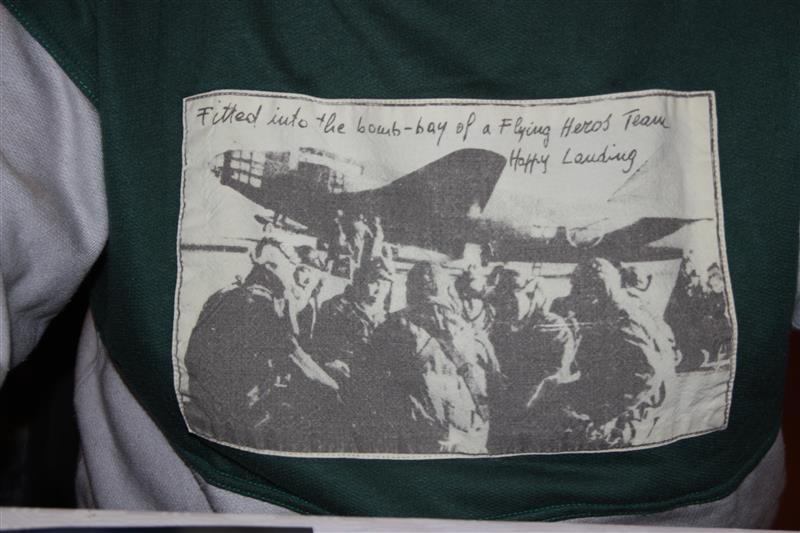 Fitted into the bomb-bay of a Flying Heros Team
Happy Landing